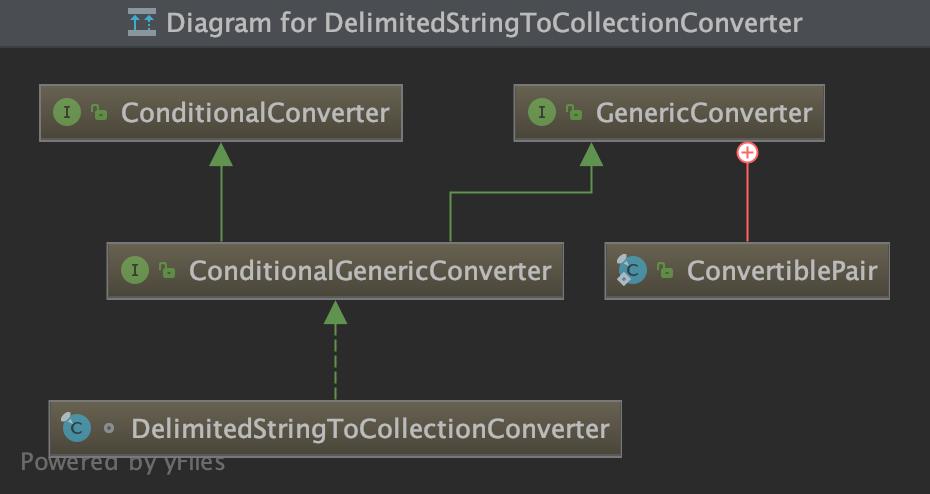 Diagram for DelimitedStringToCollectionConverter
I ConditionalConverter
I GenericConverter
I ConditionalGenericConverter
C ConvertiblePair
C DelimitedStringToCollectionConverter
Powered by yFiles